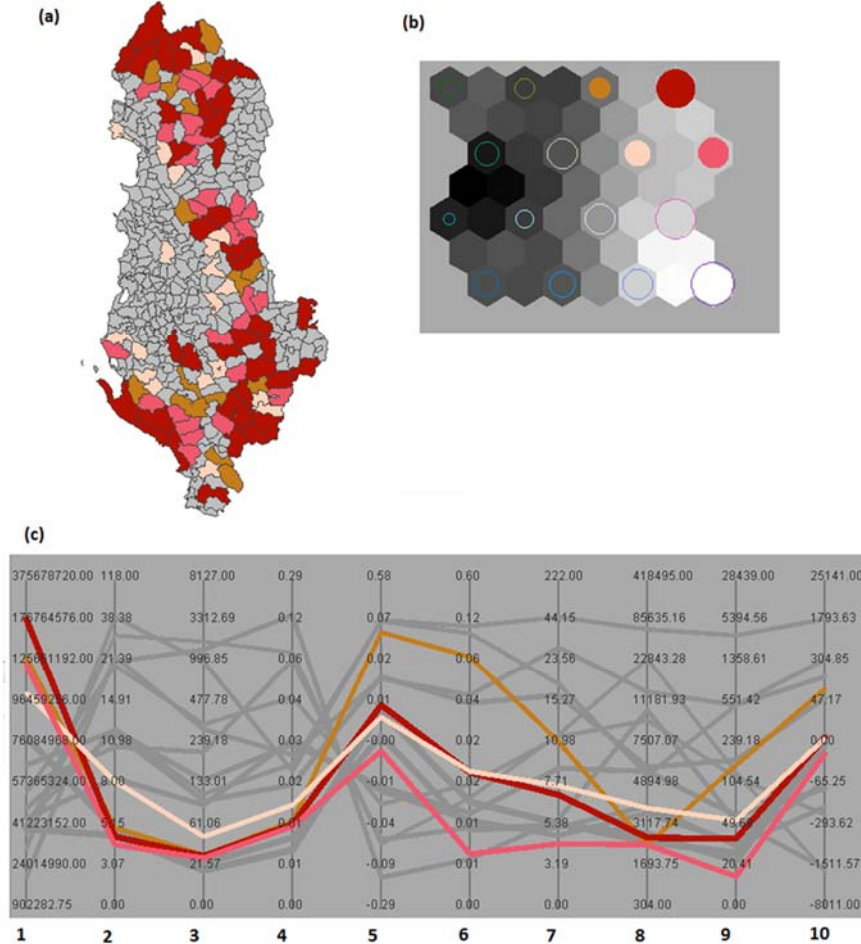 (a)
(b)
(c)
375678720.00 118.00 8127.00 0.29 0.58 0.60 222.00 418495.00 28439.00 25141.00
38.38 3312.69 0.12 0.07 0.12 44.15 85635.16 5394.56 1793.63
21.39 996.85 0.06 0.02 0.06 23.56 22843.28 1358.61 304.85
14.91 477.78 0.04 0.01 0.04 15.27 11181.93 551.42 47.17
76084968.00 10.98 239.18 0.03 -0.00 0.02 10.98 7507.07 239.18 0.00
57365324.00 8.00 133.01 0.02 -0.01 0.02 7.71 4894.98 104.54 -65.25
41223152.00 5.15 61.06 0.01 -0.04 0.01 5.38 3117.74 -293.62
24014990.00 3.07 21.57 0.01 -0.09 0.01 3.19 1693.75 20.41 -1511.57
902282.75 0.00 0.00 0.00 -0.29 0.00 0.00 304.00 0.00 -8011.00
1 2 3 4 5 6 7 8 9 10